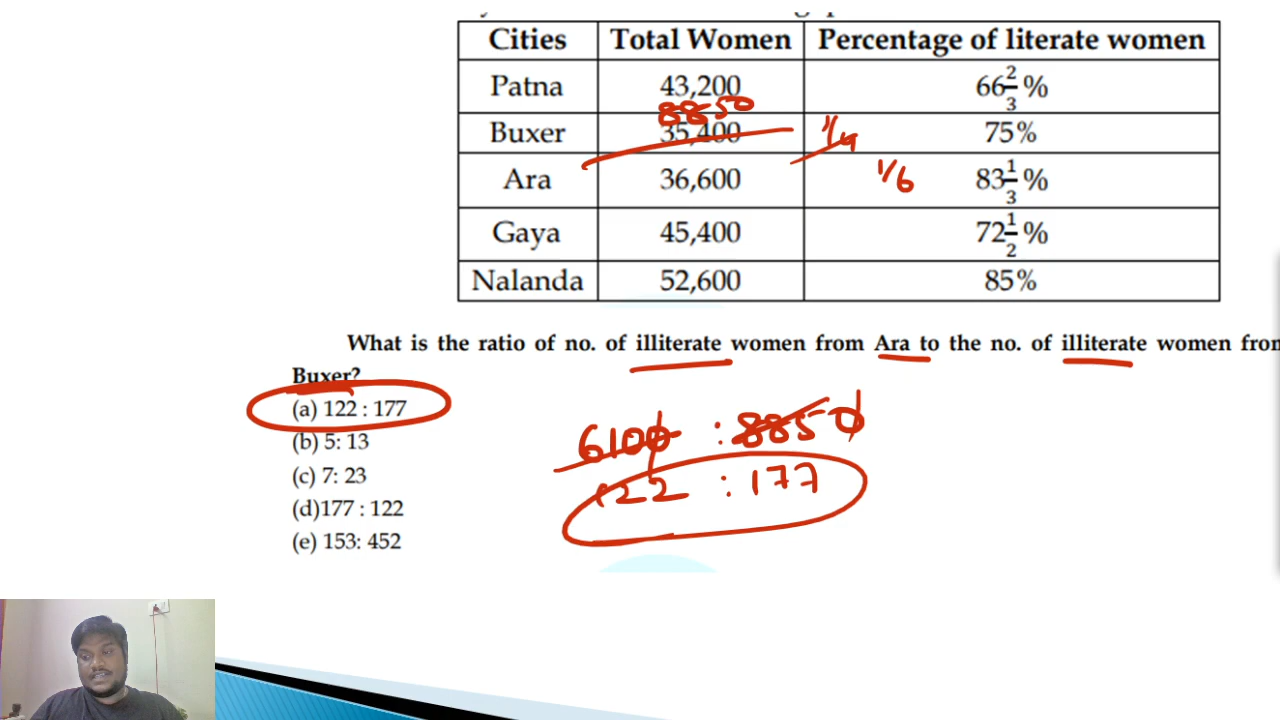 Cities Total Women Percentage of literate women
Patna 43,200 66 2/3 %
8850
Buxer 35,400 1/4 75%
Ara 36,600 1/6 83 1/3 %
Gaya 45,400 72 1/2 %
Nalanda 52,600 85%
What is the ratio of no. of illiterate women from Ara to the no. of illiterate women from
Buxer?
(a) 122 : 177
(b) 5: 13
(c) 7: 23
(d)177 : 122
(e) 153: 452
6100 : 8850
122 : 177